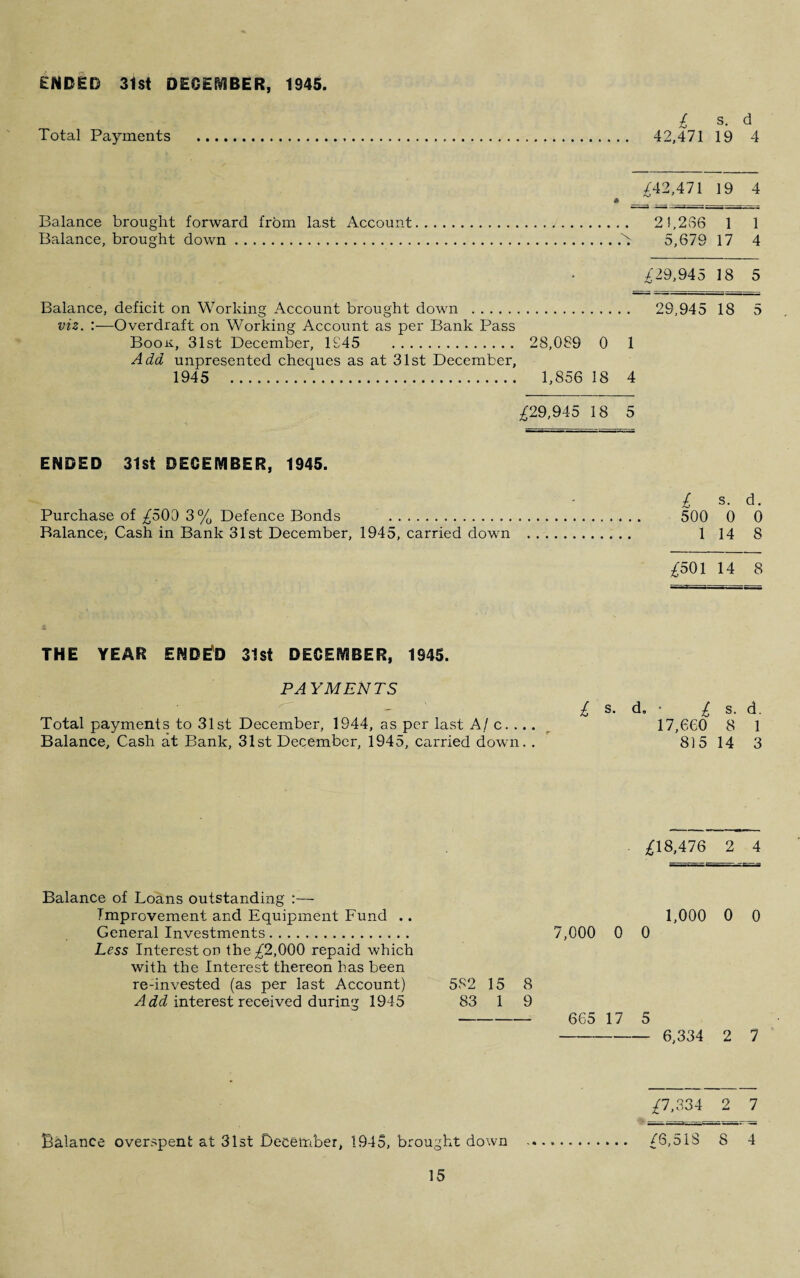 ENDED 31st DECEMBER, 1945.
£ s. d
Total Payments .......... 42,471 19 4
£42,471 19 4
Balance brought forward from last Account .......... 21,266 1 1
Balance, brought down .......... 5,679 17 4
£29,945 18 5
Balance, deficit on Working Account brought down .......... 29,945 18 5
viz. :—Overdraft on Working Account as per Bank Pass
Book, 31st December, 1945 .......... 28,089 0 1
Add unpresented cheques as at 31st December,
1945 .......... 1,856 18 4
£29,945 18 5
ENDED 31st DECEMBER, 1945.
£ s. d.
Purchase of £500 3% Defence Bonds .......... 500 0 0
Balance, Cash in Bank 31st December, 1945, carried down .......... 1 14 8
£501 14 8
THE YEAR ENDED 31st DECEMBER, 1945.
PAYMENTS
£ s. d. £ s. d.
Total payments to 31st December, 1944, as per last A/c.... 17,660 8 1
Balance, Cash at Bank, 31st December, 1945, carried down.. 815 14 3
£18,476 2 4
Balance of Loans outstanding :—
Improvement and Equipment Fund .. 1,000 0 0
General Investments .......... 7,000 0 0
Less Interest on the £2,000 repaid which
with the Interest thereon has been
re-invested (as per last Account) 582 15 8
Add interest received during 1945 83 1 9
665 17 5
6,334 2 7
£7,334 2 7
Balance overspent at 31st December, 1945, brought down .......... £6,518 8 4
15